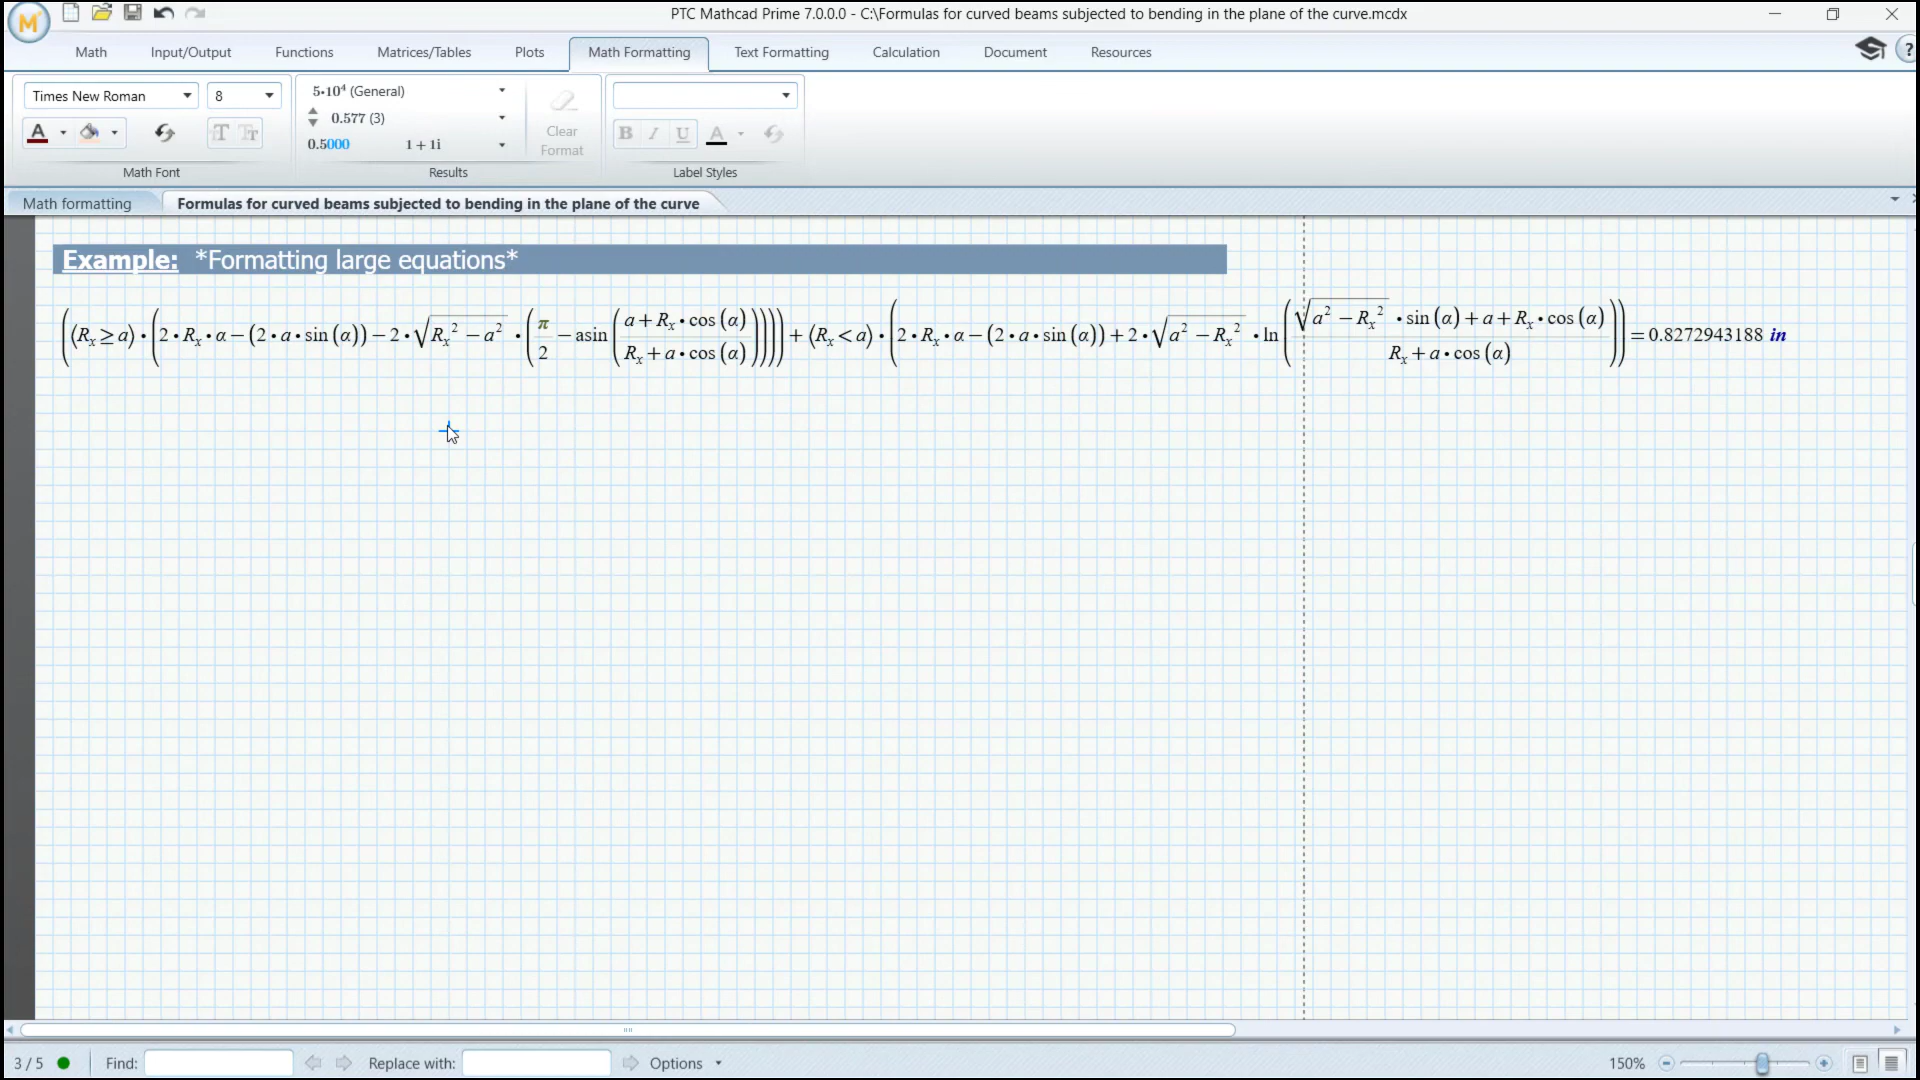 M
PTC Mathcad Prime 7.0.0.0 - C:\Formulas for curved beams subjected to bending in the plane of the curve.mcdx
Math Input/Output Functions Matrices/Tables Plots Math Formatting Text Formatting Calculation Document Resources ?
Times New Roman 8
5•10⁴ (General)
0.577 (3)
0.5000 1 + 1i
Clear
Format
B I U A
Math Font Results Label Styles
Math formatting Formulas for curved beams subjected to bending in the plane of the curve
Example: *Formatting large equations*
((Rₓ≥a)•(2•Rₓ•α−(2•a•sin(α))−2•√(Rₓ²−a²)•(π/2−asin((a+Rₓ•cos(α))/(Rₓ+a•cos(α))))))+(Rₓ<a)•(2•Rₓ•α−(2•a•sin(α))+2•√(a²−Rₓ²)•ln((√(a²−Rₓ²)•sin(α)+a+Rₓ•cos(α))/(Rₓ+a•cos(α))))=0.8272943188 in
3 / 5 Find: Replace with: Options 150%